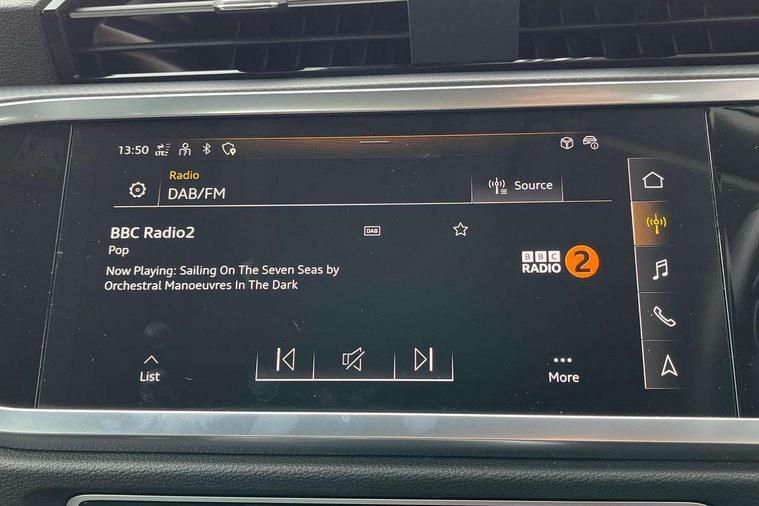 13:50 LTE2
Radio
DAB/FM
Source
BBC Radio2
DAB
Pop
Now Playing: Sailing On The Seven Seas by
Orchestral Manoeuvres In The Dark
BBC
RADIO 2
List
More